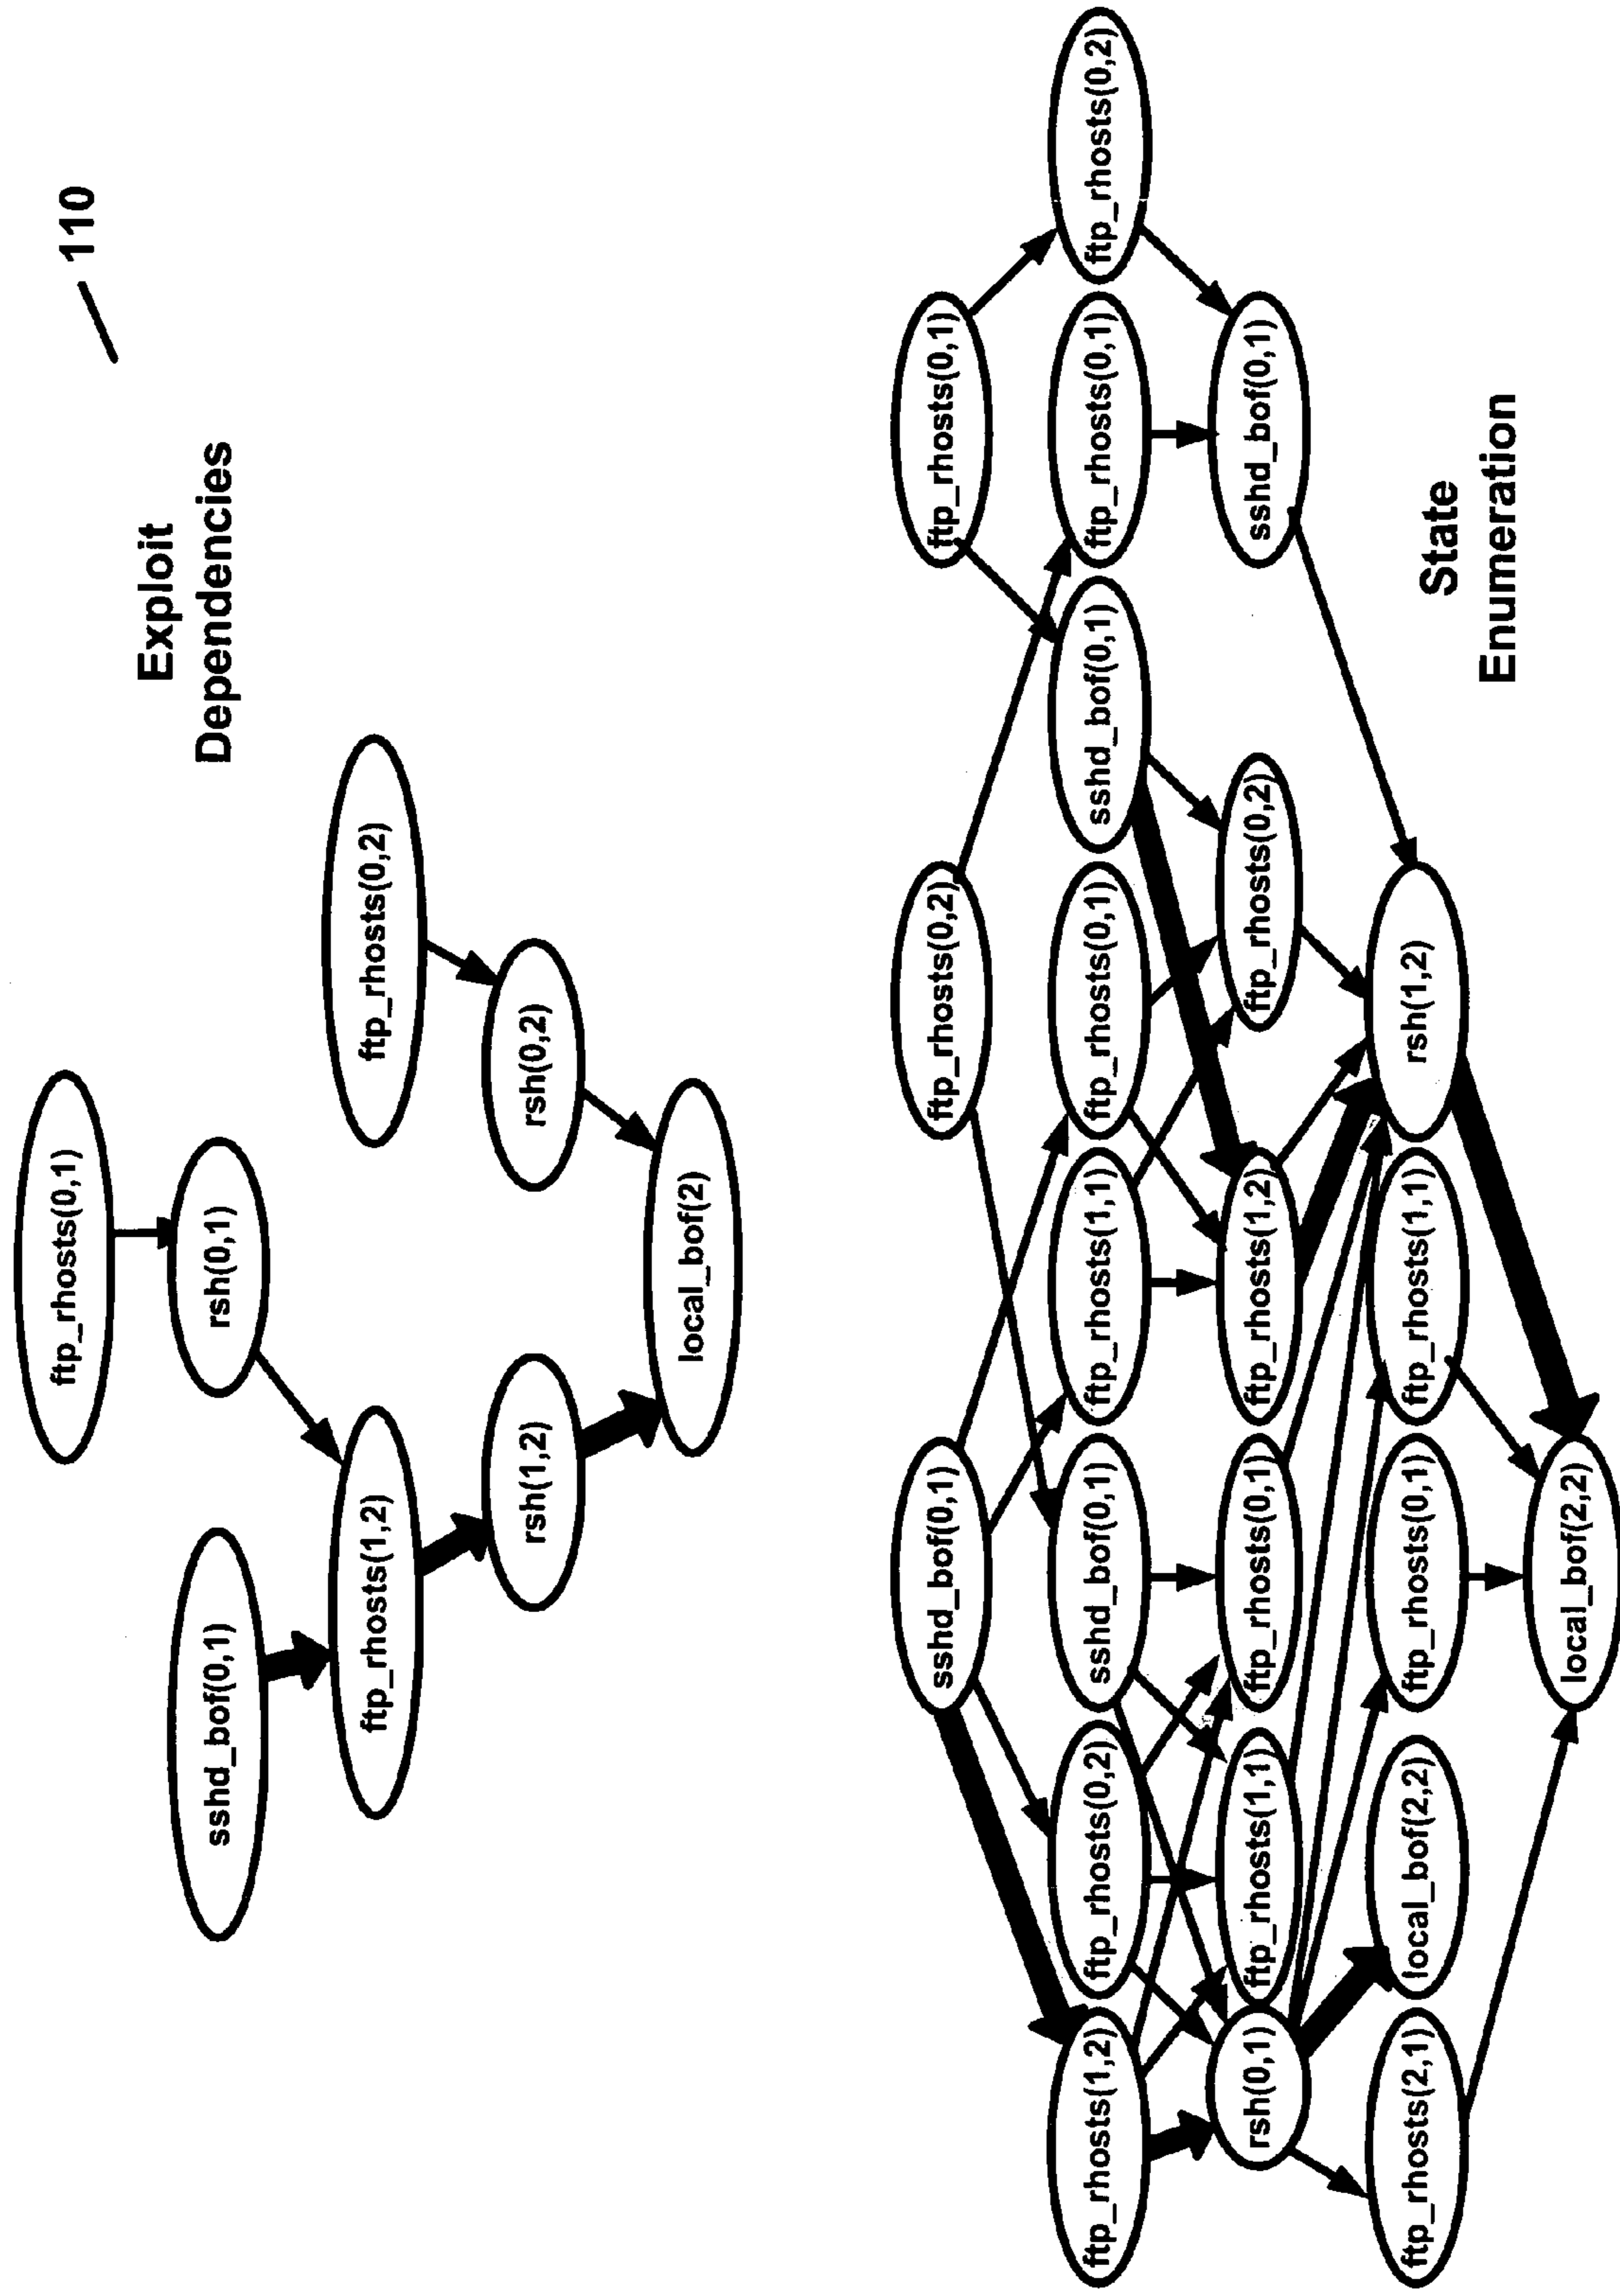 110
Exploit
Dependencies
ftp_rhosts(0,1)
sshd_bof(0,1)
rsh(0,1)
ftp_rhosts(1,2)
ftp_rhosts(0,2)
rsh(1,2)
rsh(0,2)
local_bof(2)
sshd_bof(0,1)
ftp_rhosts(0,2)
ftp_rhosts(0,1)
ftp_rhosts(1,2)
ftp_rhosts(0,2)
sshd_bof(0,1)
ftp_rhosts(1,1)
ftp_rhosts(0,1)
sshd_bof(0,1)
ftp_rhosts(0,1)
ftp_rhosts(0,2)
rsh(0,1)
ftp_rhosts(1,1)
ftp_rhosts(0,1)
ftp_rhosts(1,2)
ftp_rhosts(0,2)
sshd_bof(0,1)
ftp_rhosts(2,1)
local_bof(2,2)
ftp_rhosts(0,1)
ftp_rhosts(1,1)
rsh(1,2)
local_bof(2,2)
State
Enumeration